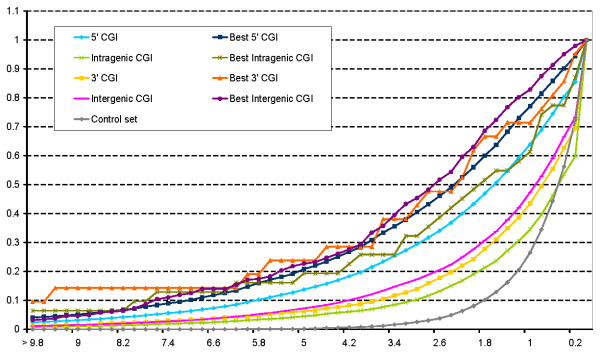 1.1
1
0.9
0.8
0.7
0.6
0.5
0.4
0.3
0.2
0.1
0
5' CGI
Best 5' CGI
Intragenic CGI
Best Intragenic CGI
3' CGI
Best 3' CGI
Intergenic CGI
Best Intergenic CGI
Control set
> 9.8 9 8.2 7.4 6.6 5.8 5 4.2 3.4 2.6 1.8 1 0.2